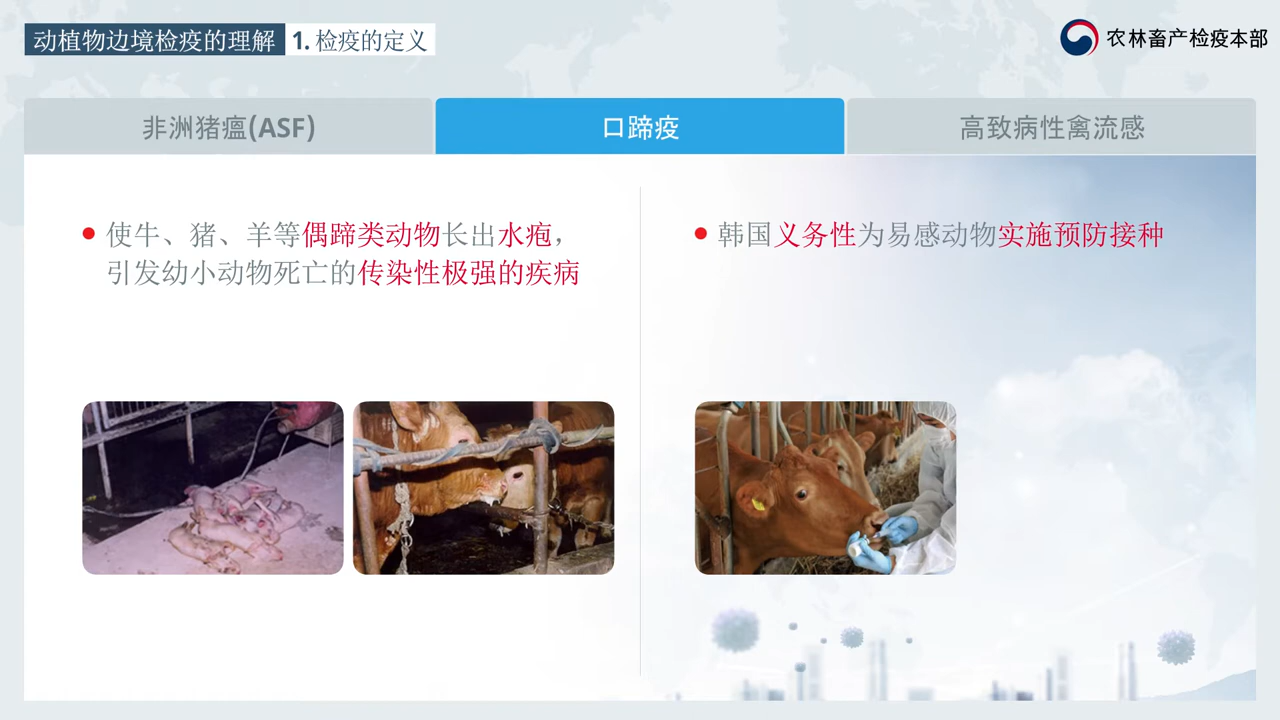 动植物边境检疫的理解 1. 检疫的定义
农林畜产检疫本部
非洲猪瘟(ASF)
口蹄疫
高致病性禽流感
使牛、猪、羊等偶蹄类动物长出水疱，
引发幼小动物死亡的传染性极强的疾病
韩国义务性为易感动物实施预防接种